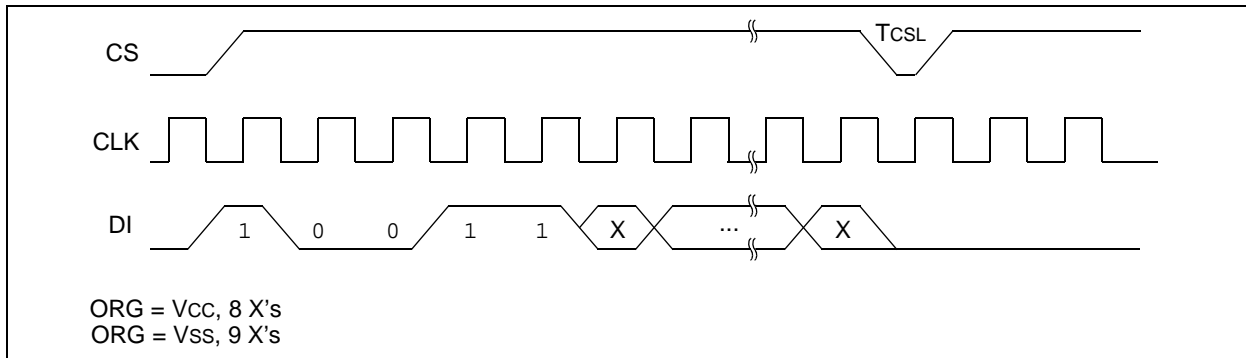 CS TCSL
CLK
DI 1 0 0 1 1 X ... X
ORG = VCC, 8 X's
ORG = VSS, 9 X's